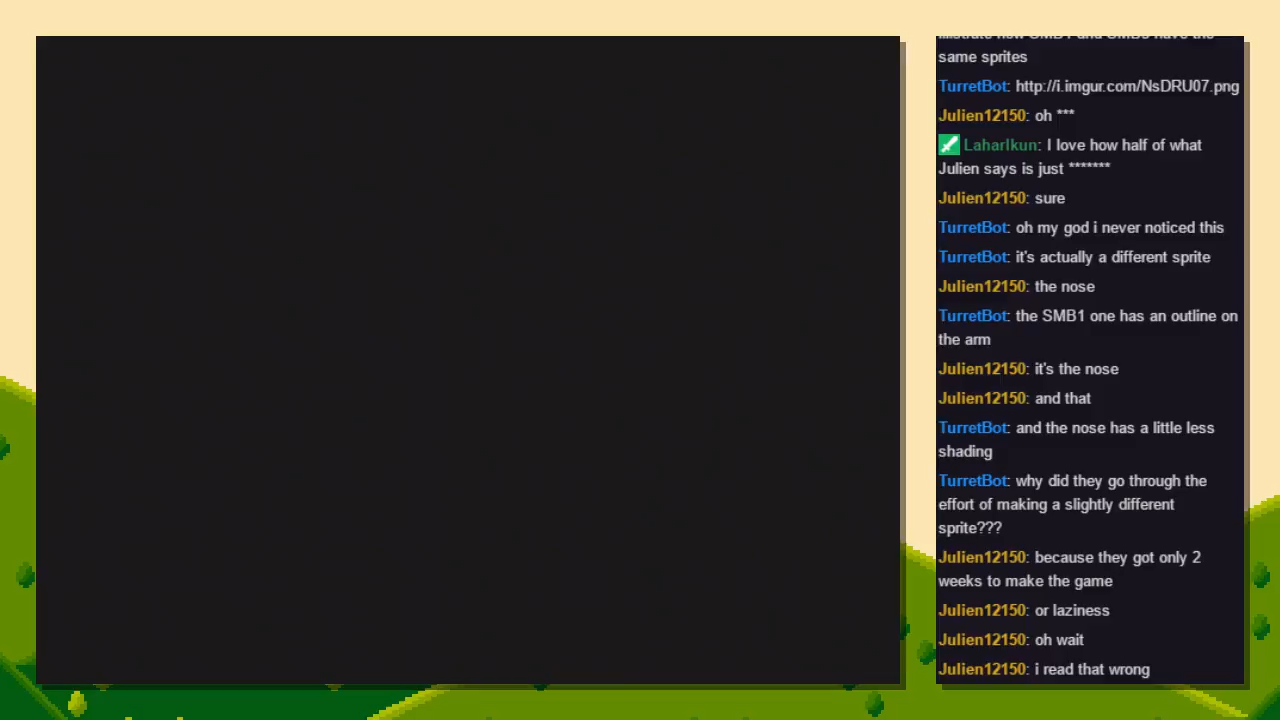 same sprites
TurretBot: http://i.imgur.com/NsDRU07.png
Julien12150: oh ***
LaharIkun: I love how half of what
Julien says is just *******
Julien12150: sure
TurretBot: oh my god i never noticed this
TurretBot: it's actually a different sprite
Julien12150: the nose
TurretBot: the SMB1 one has an outline on
the arm
Julien12150: it's the nose
Julien12150: and that
TurretBot: and the nose has a little less
shading
TurretBot: why did they go through the
effort of making a slightly different
sprite???
Julien12150: because they got only 2
weeks to make the game
Julien12150: or laziness
Julien12150: oh wait
Julien12150: i read that wrong